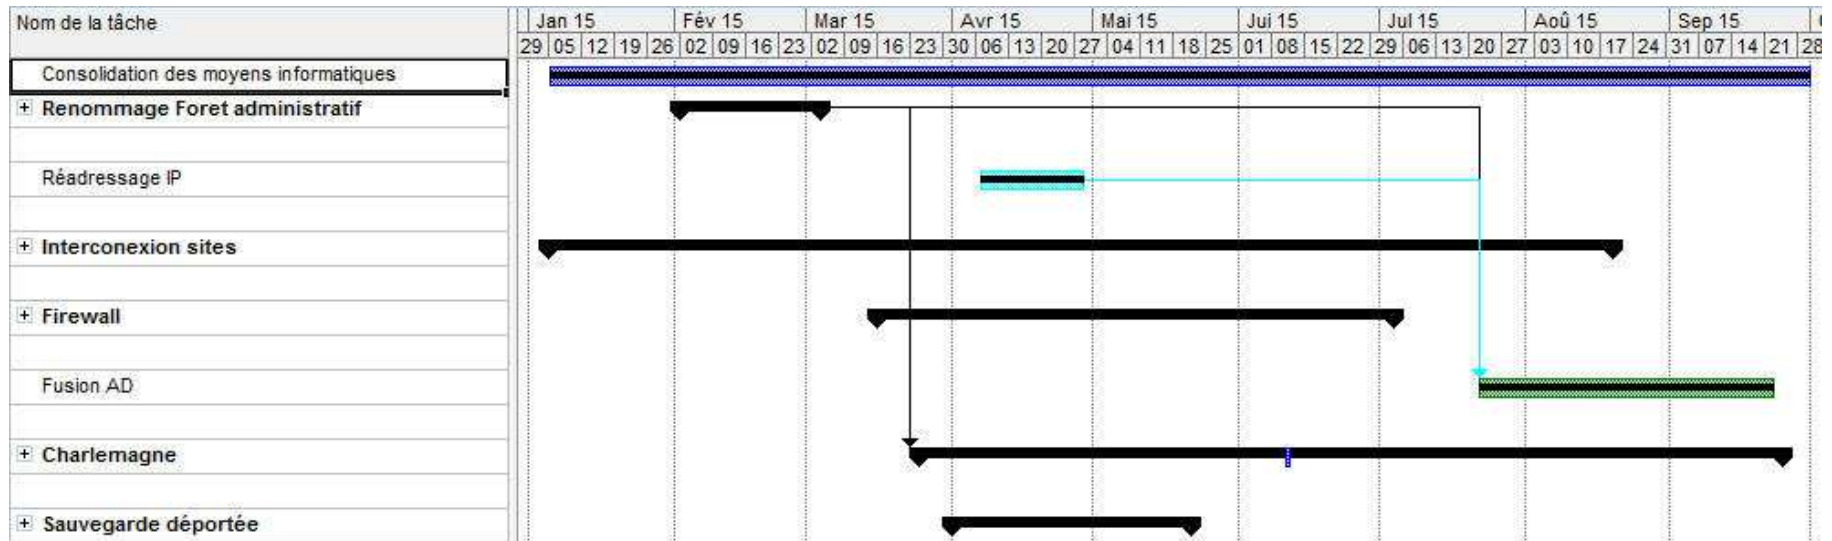 Nom de la tâche
Jan 15 Fév 15 Mar 15 Avr 15 Mai 15 Jui 15 Jul 15 Aoû 15 Sep 15
29 05 12 19 26 02 09 16 23 02 09 16 23 30 06 13 20 27 04 11 18 25 01 08 15 22 29 06 13 20 27 03 10 17 24 31 07 14 21 28
Consolidation des moyens informatiques
+ Renommage Foret administratif
Réadressage IP
+ Interconexion sites
+ Firewall
Fusion AD
+ Charlemagne
+ Sauvegarde déportée